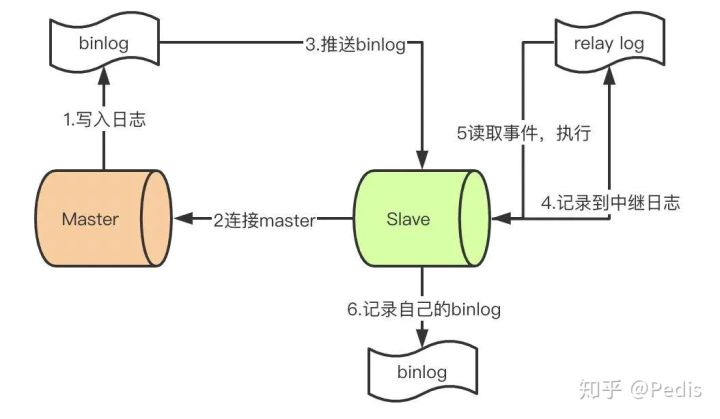 binlog
3.推送binlog
relay log
1.写入日志
5读取事件，执行
Master
2连接master
Slave
4.记录到中继日志
6.记录自己的binlog
binlog
知乎 @Pedis